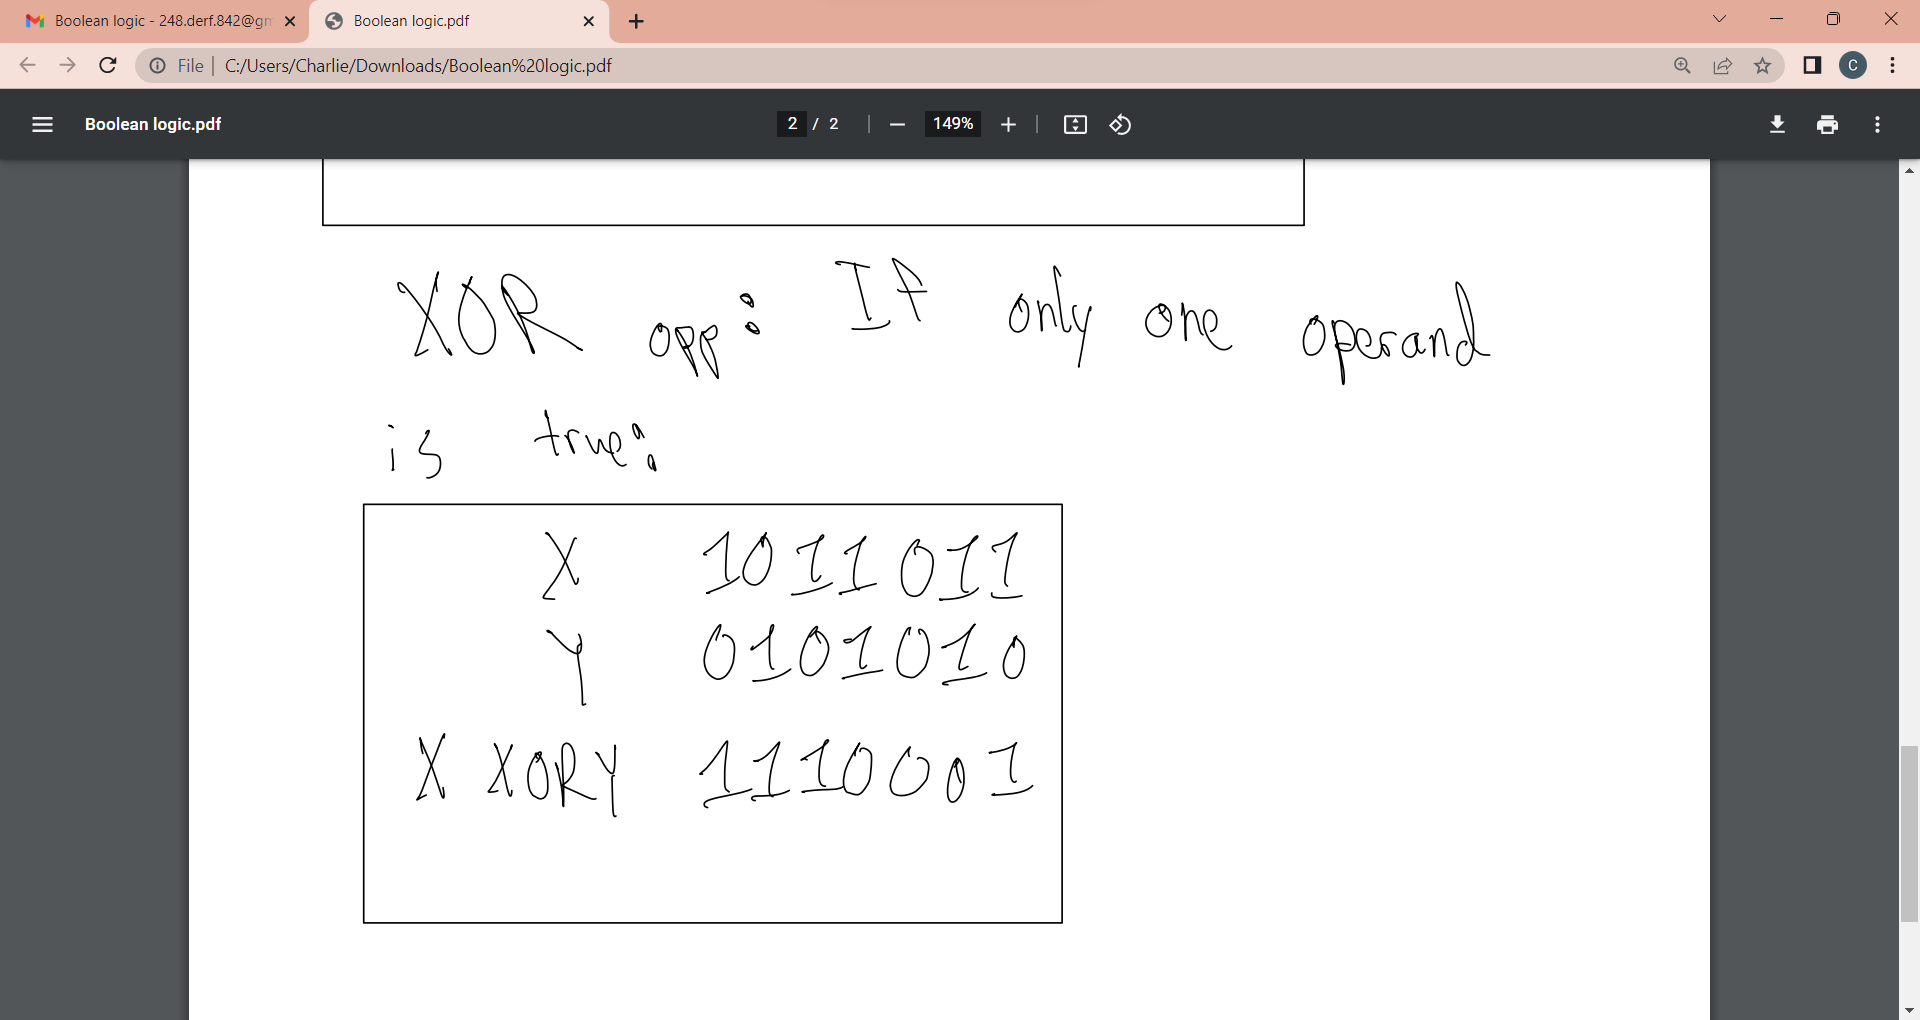 Boolean logic - 248.derf.842@gm
Boolean logic.pdf
File | C:/Users/Charlie/Downloads/Boolean%20logic.pdf
C
Boolean logic.pdf
2 / 2 | − 149% + |
XOR opp: If only one operand
is true:
X 1011011
Y 0101010
X XOR Y 1110001